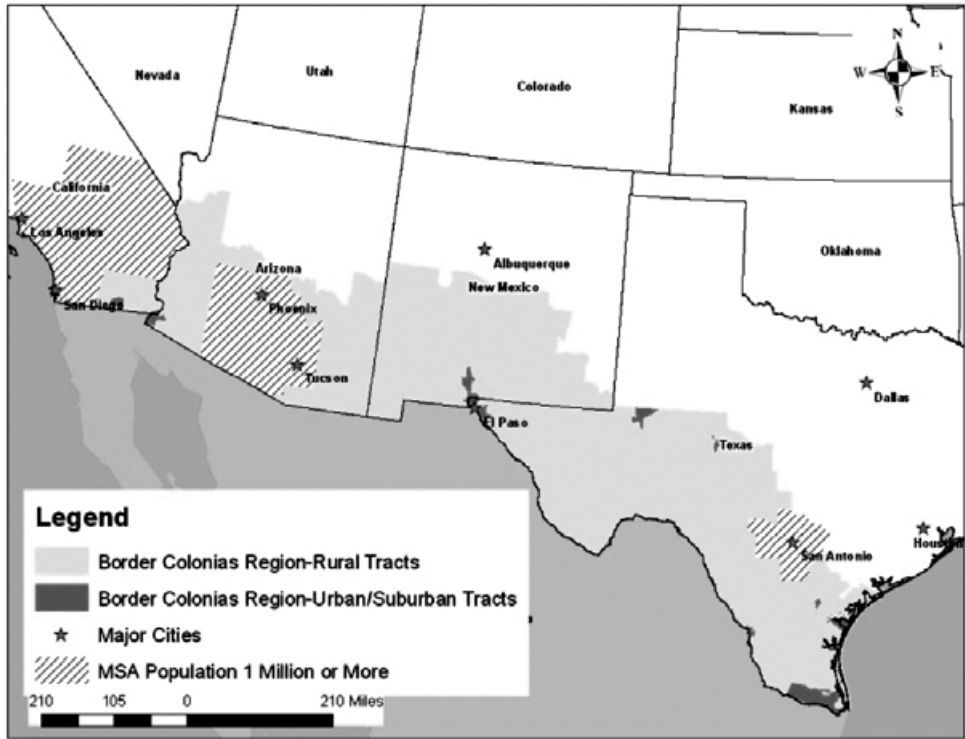 N
W E
S
Nevada
Utah
Colorado
Kansas
California
Los Angeles
San Diego
Arizona
Phoenix
Tucson
Albuquerque
New Mexico
Oklahoma
El Paso
Texas
Dallas
San Antonio
Houston
Legend
Border Colonias Region-Rural Tracts
Border Colonias Region-Urban/Suburban Tracts
Major Cities
MSA Population 1 Million or More
210 105 0 210 Miles